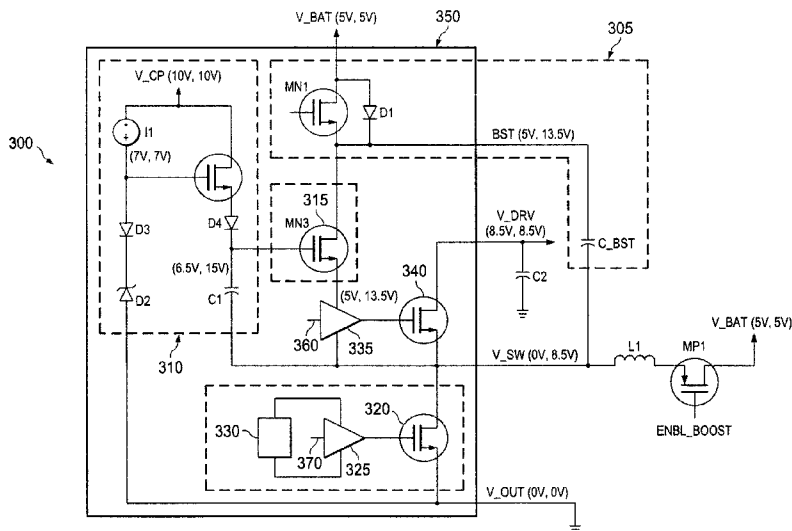 350
V_BAT (5V, 5V)
305
V_CP (10V, 10V)
MN1
D1
I1
BST (5V, 13.5V)
300
(7V, 7V)
315
V_DRV
(8.5V, 8.5V)
D3
D4
MN3
340
C_BST
(6.5V, 15V)
(5V, 13.5V)
C2
D2
C1
V_BAT (5V, 5V)
360
335
310
V_SW (0V, 8.5V)
L1
MP1
320
330
370
325
ENBL_BOOST
V_OUT (0V, 0V)